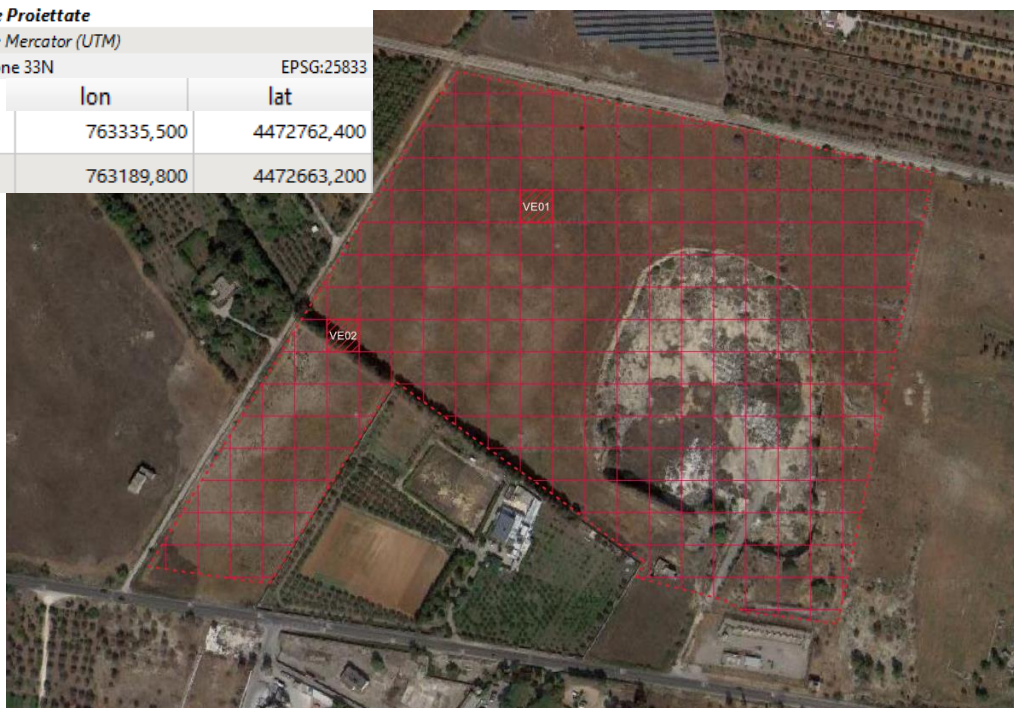 e Proiettate
Mercator (UTM)
ne 33N EPSG:25833
lon lat
763335,500 4472762,400
763189,800 4472663,200
VE01
VE02